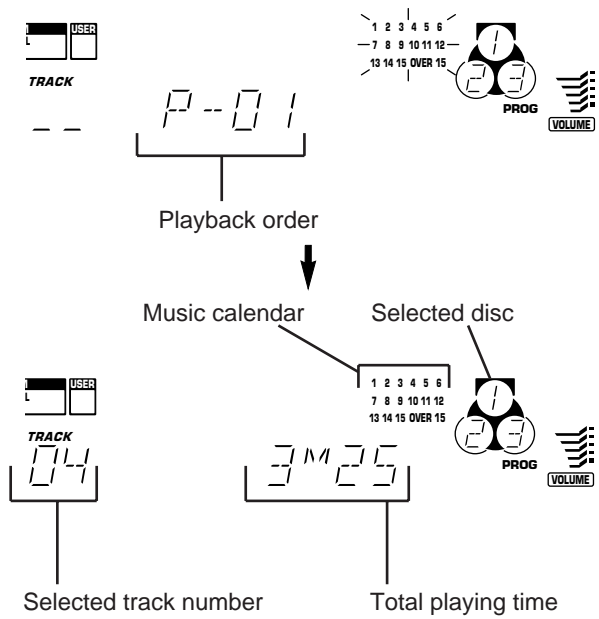 USER
L
1 2 3 4 5 6
7 8 9 10 11 12
13 14 15 OVER 15
1
2 3
TRACK
PROG
VOLUME
-- P--01
Playback order
Music calendar Selected disc
USER
L
1 2 3 4 5 6
7 8 9 10 11 12
13 14 15 OVER 15
1
2 3
TRACK
PROG
VOLUME
04 3M25
Selected track number Total playing time